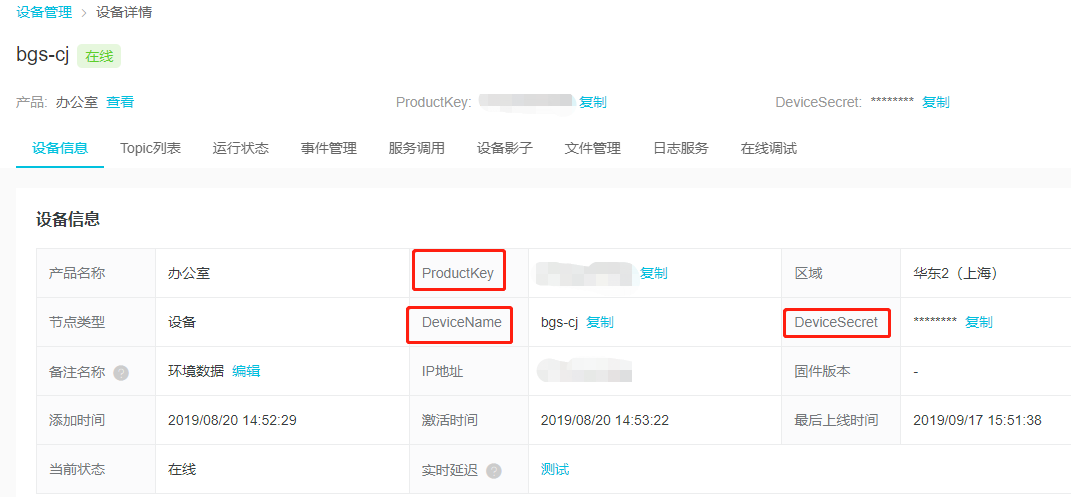 设备管理 > 设备详情
bgs-cj 在线
产品: 办公室 查看 ProductKey: 复制 DeviceSecret: ******** 复制
设备信息 Topic列表 运行状态 事件管理 服务调用 设备影子 文件管理 日志服务 在线调试
设备信息
产品名称 办公室 ProductKey 复制 区域 华东2（上海）
节点类型 设备 DeviceName bgs-cj 复制 DeviceSecret ******** 复制
备注名称 ? 环境数据 编辑 IP地址 固件版本 -
添加时间 2019/08/20 14:52:29 激活时间 2019/08/20 14:53:22 最后上线时间 2019/09/17 15:51:38
当前状态 在线 实时延迟 ? 测试